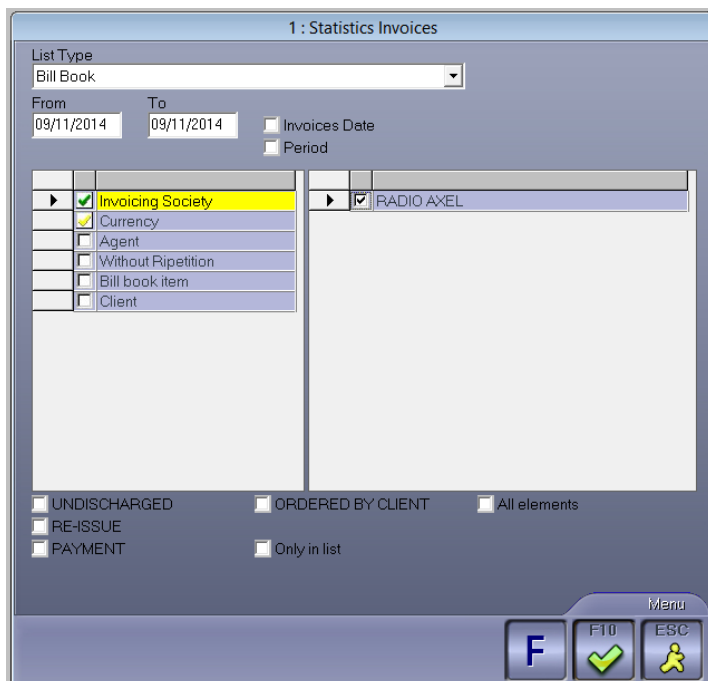 1 : Statistics Invoices
List Type
Bill Book
From To
09/11/2014 09/11/2014 Invoices Date
Period
Invoicing Society RADIO AXEL
Currency
Agent
Without Ripetition
Bill book item
Client
UNDISCHARGED ORDERED BY CLIENT All elements
RE-ISSUE
PAYMENT Only in list
Menu
F F10 ESC